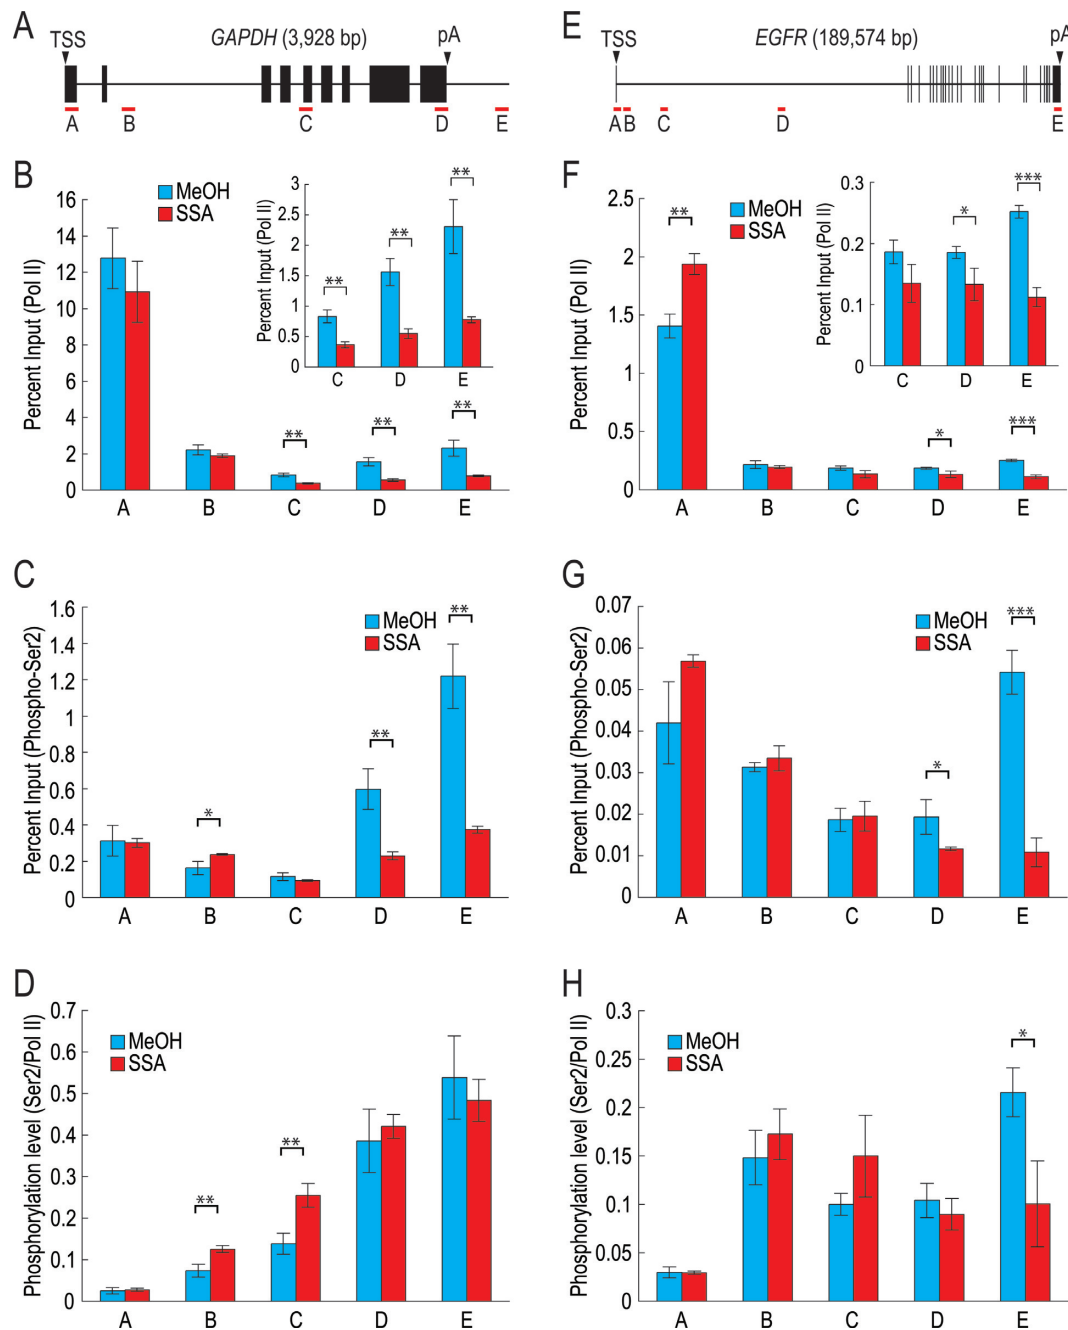 A
TSS
GAPDH (3,928 bp)
pA
A
B
C
D
E
E
TSS
EGFR (189,574 bp)
pA
A
B
C
D
E
B
Percent Input (Pol II)
16
14
12
10
8
6
4
2
0
MeOH
SSA
**
**
**
A
B
C
D
E
Percent Input (Pol II)
3
2.5
2
1.5
1
0.5
0
**
**
**
C
D
E
F
Percent Input (Pol II)
2.5
2
1.5
1
0.5
0
MeOH
SSA
**
*
***
A
B
C
D
E
Percent Input (Pol II)
0.3
0.2
0.1
0
*
***
C
D
E
C
Percent Input (Phospho-Ser2)
1.6
1.4
1.2
1.0
0.8
0.6
0.4
0.2
0
MeOH
SSA
*
**
**
A
B
C
D
E
G
Percent Input (Phospho-Ser2)
0.07
0.06
0.05
0.04
0.03
0.02
0.01
0
MeOH
SSA
*
***
A
B
C
D
E
D
Phosphorylation level (Ser2/Pol II)
0.7
0.6
0.5
0.4
0.3
0.2
0.1
0
MeOH
SSA
**
**
A
B
C
D
E
H
Phosphorylation level (Ser2/Pol II)
0.3
0.25
0.2
0.15
0.1
0.05
0
MeOH
SSA
*
A
B
C
D
E